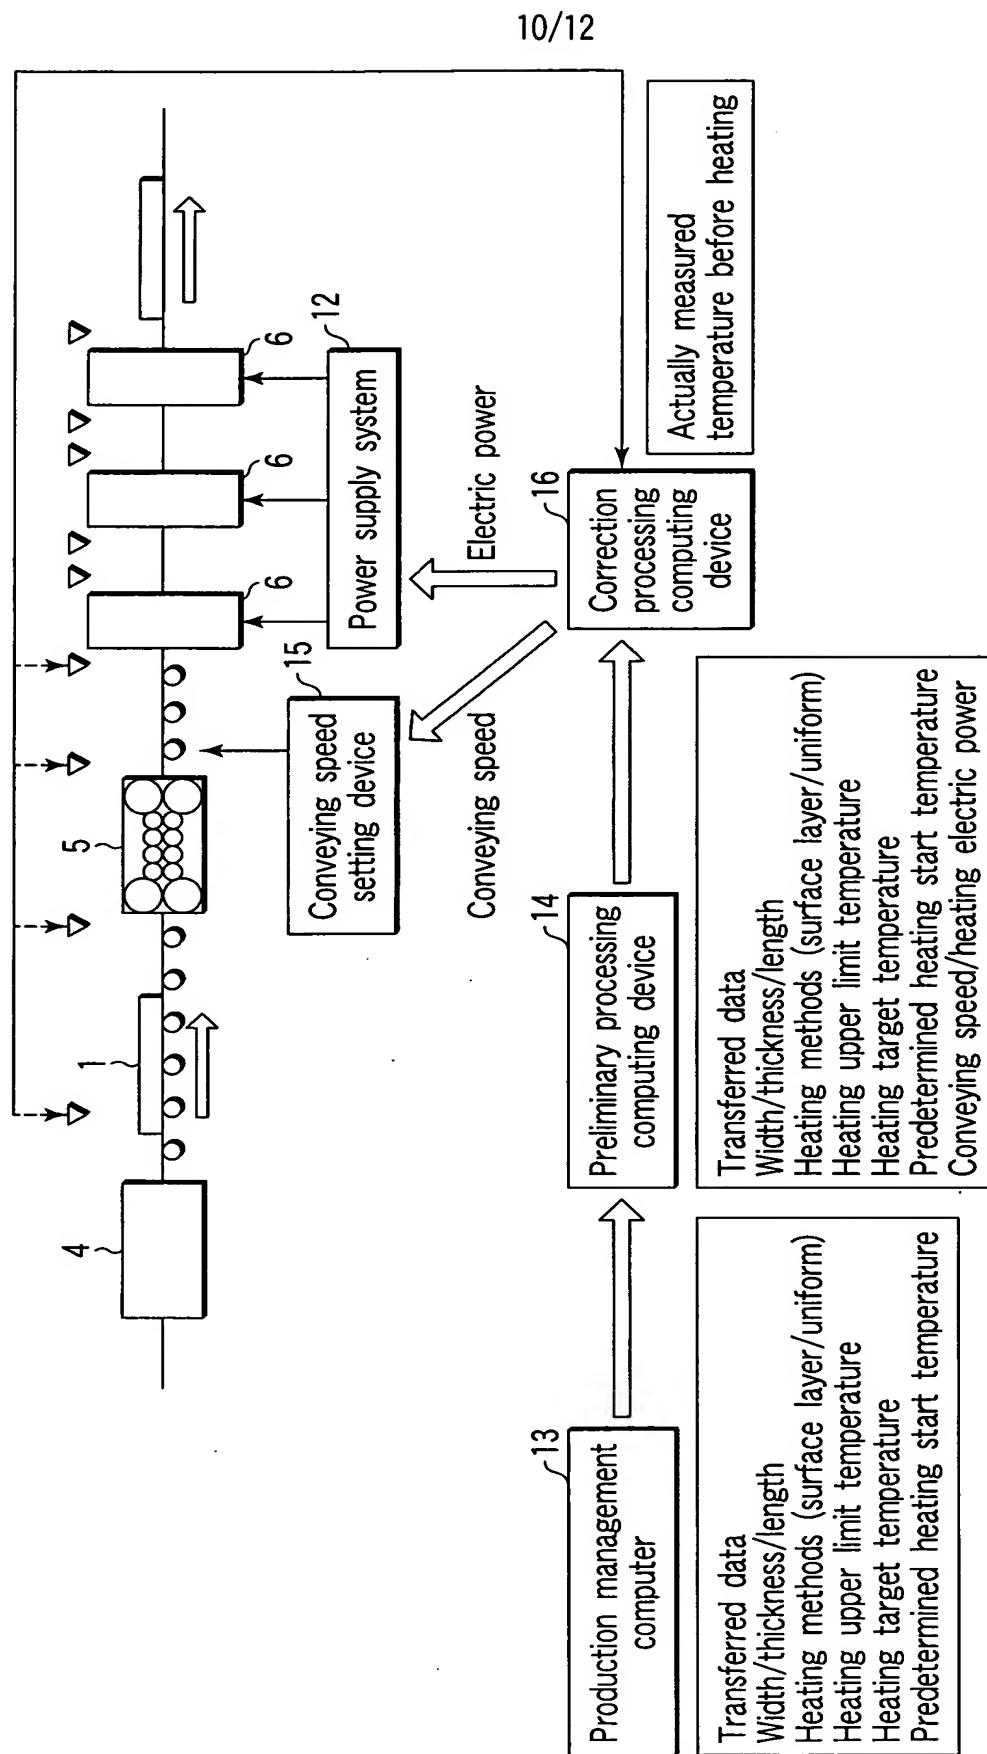 10/12
4
1
5
6
6
6
15
Conveying speed
setting device
12
Power supply system
Conveying speed
Electric power
13
Production management
computer
14
Preliminary processing
computing device
16
Correction
processing
computing
device
Actually measured
temperature before heating
Transferred data
Width/thickness/length
Heating methods (surface layer/uniform)
Heating upper limit temperature
Heating target temperature
Predetermined heating start temperature
Transferred data
Width/thickness/length
Heating methods (surface layer/uniform)
Heating upper limit temperature
Heating target temperature
Predetermined heating start temperature
Conveying speed/heating electric power